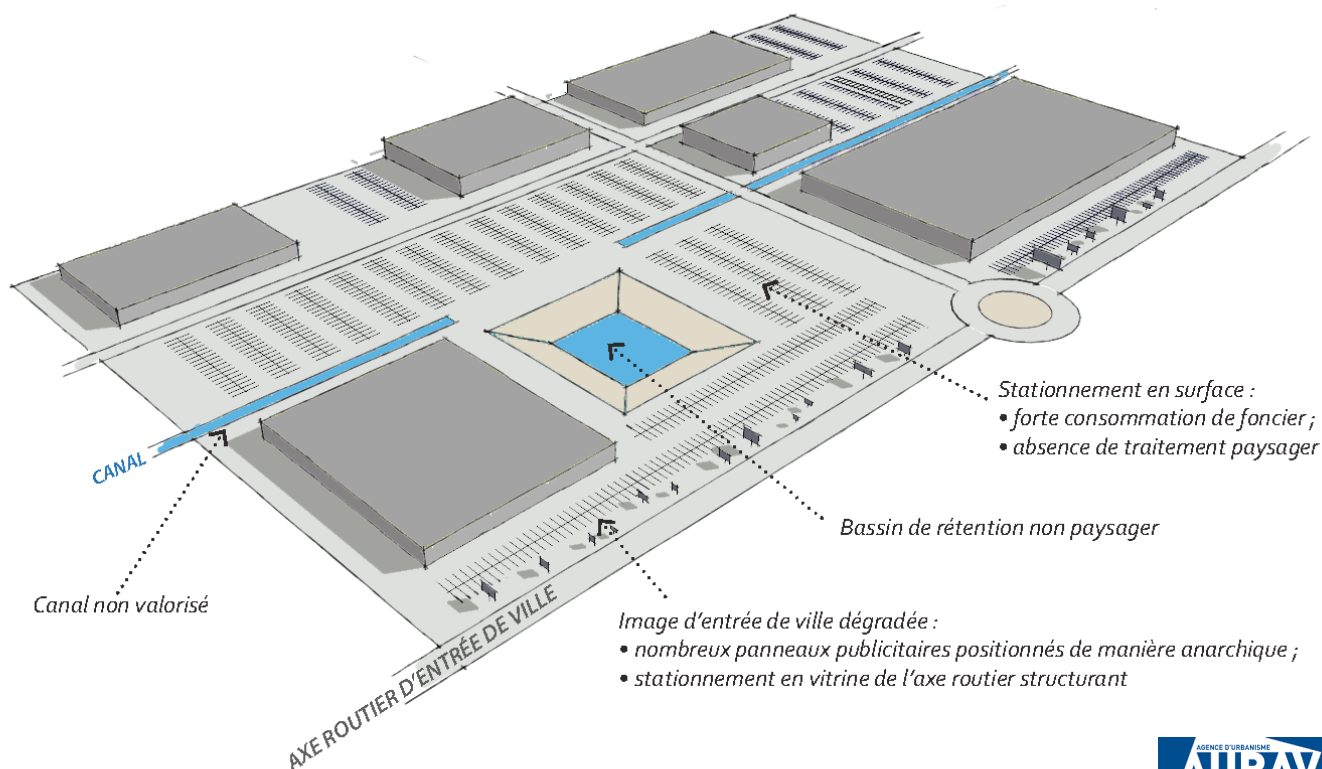 Stationnement en surface :
• forte consommation de foncier ;
• absence de traitement paysager
CANAL
Bassin de rétention non paysager
Canal non valorisé
Image d'entrée de ville dégradée :
• nombreux panneaux publicitaires positionnés de manière anarchique ;
• stationnement en vitrine de l'axe routier structurant
AXE ROUTIER D'ENTRÉE DE VILLE
AGENCE D'URBANISME
AURAV